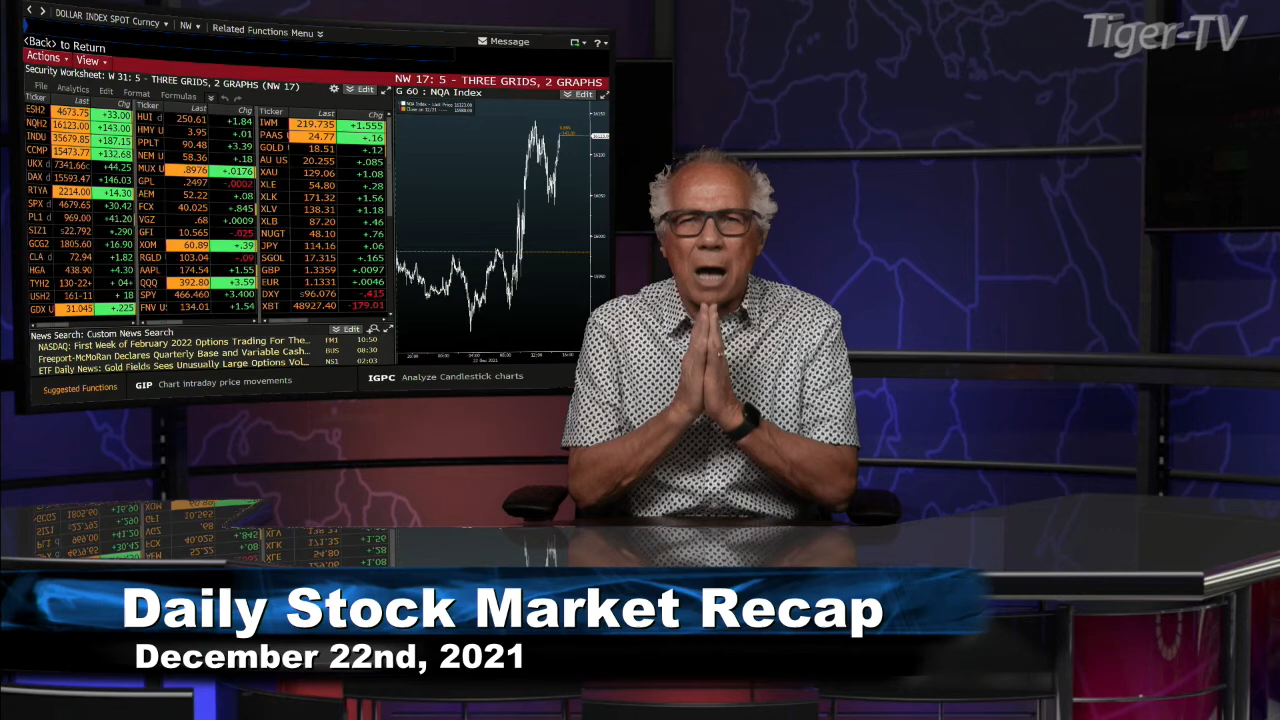 DOLLAR INDEX SPOT Curncy NW Related Functions Menu
Tiger-TV
<Back> to Return
Message
Actions View
Security Worksheet: W 31: 5 - THREE GRIDS, 2 GRAPHS (NW 17)
Edit
NW 17: 5 - THREE GRIDS, 2 GRAPHS
File Analytics Edit Format Formulas
G 60 : NQA Index
Edit
Ticker Last Chg Ticker Last Chg Ticker Last Chg
ESH2 4673.75 +33.00 HUI d 250.61 +1.84 IWM 219.735 +1.555
NQH2 16123.00 +143.00 HMY U 3.95 +.01 PAAS U 24.77 +.16
INDU 35679.85 +187.15 PPLT 90.48 +3.39 GOLD 18.51 +.12
CCMP 15473.77 +132.68 NEM U 58.36 +.18 AU US 20.255 +.085
UKX d 7341.66c +44.25 MUX U .8976 +.0176 XAU 129.06 +1.08
DAX d 15593.47 +146.03 GPL .2497 -.0002 XLE 54.80 +.28
RTYA 2214.00 +14.30 AEM 52.22 +.08 XLK 171.32 +1.56
SPX d 4679.65 +30.42 FCX 40.025 +.845 XLV 138.31 +1.18
PL1 d 969.00 +41.20 VGZ .68 +.0009 XLB 87.20 +.46
SIZ1 s22.792 +.290 GFI 10.565 -.025 NUGT 48.10 +.76
GCG2 1805.60 +16.90 XOM 60.89 +.39 JPY 114.16 +.06
CLA d 72.94 +1.82 RGLD 103.04 -.09 SGOL 17.315 +.165
HGA 438.90 +4.30 AAPL 174.54 +1.55 GBP 1.3359 +.0097
TYH2 130-22+ + 04+ QQQ 392.80 +3.59 EUR 1.1331 +.0046
USH2 161-11 + 18 SPY 466.460 +3.400 DXY s96.076 -.415
GDX U 31.045 +.225 FNV U 134.01 +1.54 XBT 48927.40 -179.01
News Search: Custom News Search
Edit
NASDAQ: First Week of February 2022 Options Trading For The... FM1 10:50
Freeport-McMoRan Declares Quarterly Base and Variable Cash... BUS 08:30
ETF Daily News: Gold Fields Sees Unusually Large Options Vol... NS1 02:03
Suggested Functions GIP Chart intraday price movements IGPC Analyze Candlestick charts
Daily Stock Market Recap
December 22nd, 2021